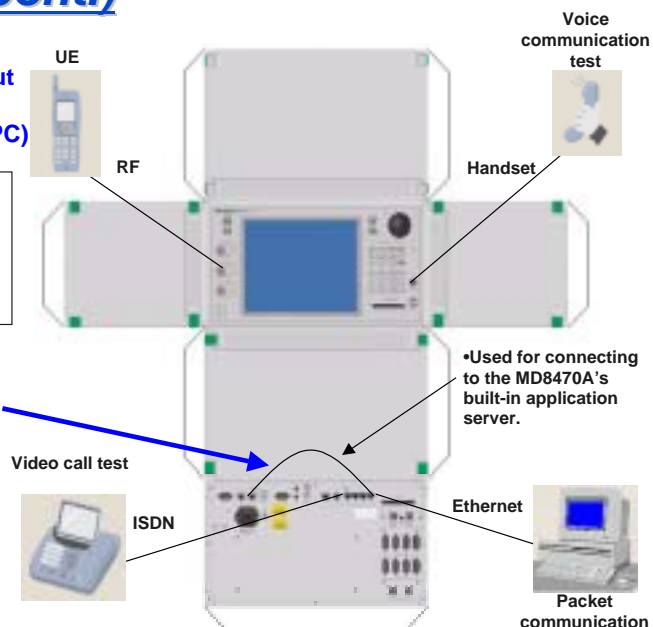 UE
Voice
communication
test
PC)
RF
Handset
•Used for connecting
to the MD8470A's
built-in application
server.
Video call test
ISDN
Ethernet
Packet
communication